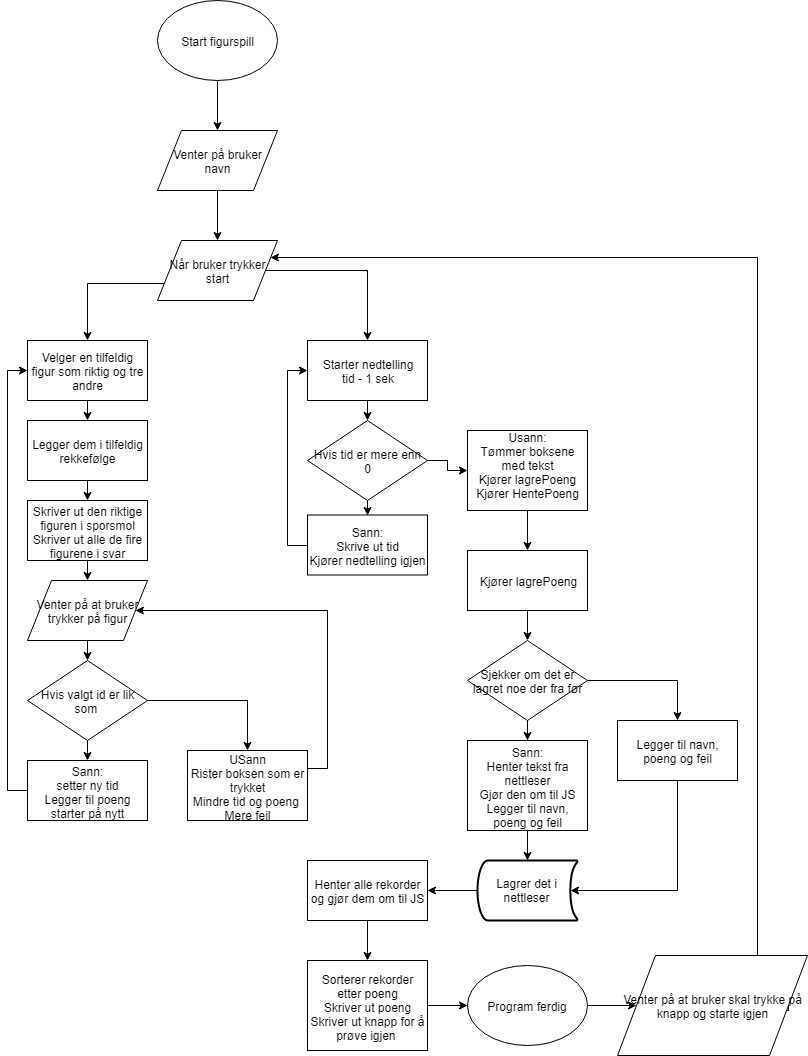 Start figurspill
Venter på bruker
navn
Når bruker trykker
start
Velger en tilfeldig
figur som riktig og tre
andre
Starter nedtelling
tid - 1 sek
Legger dem i tilfeldig
rekkefølge
Hvis tid er mere enn
0
Usann:
Tømmer boksene
med tekst
Kjører lagrePoeng
Kjører HentePoeng
Skriver ut den riktige
figuren i sporsmol
Skriver ut alle de fire
figurene i svar
Sann:
Skrive ut tid
Kjører nedtelling igjen
Kjører lagrePoeng
Venter på at bruker
trykker på figur
Sjekker om det er
lagret noe der fra før
Hvis valgt id er lik
som
Legger til navn,
poeng og feil
Sann:
setter ny tid
Legger til poeng
starter på nytt
USann
Rister boksen som er
trykket
Mindre tid og poeng
Mere feil
Sann:
Henter tekst fra
nettleser
Gjør den om til JS
Legger til navn,
poeng og feil
Henter alle rekorder
og gjør dem om til JS
Lagrer det i
nettleser
Sorterer rekorder
etter poeng
Skriver ut poeng
Skriver ut knapp for å
prøve igjen
Program ferdig
Venter på at bruker skal trykke på
knapp og starte igjen